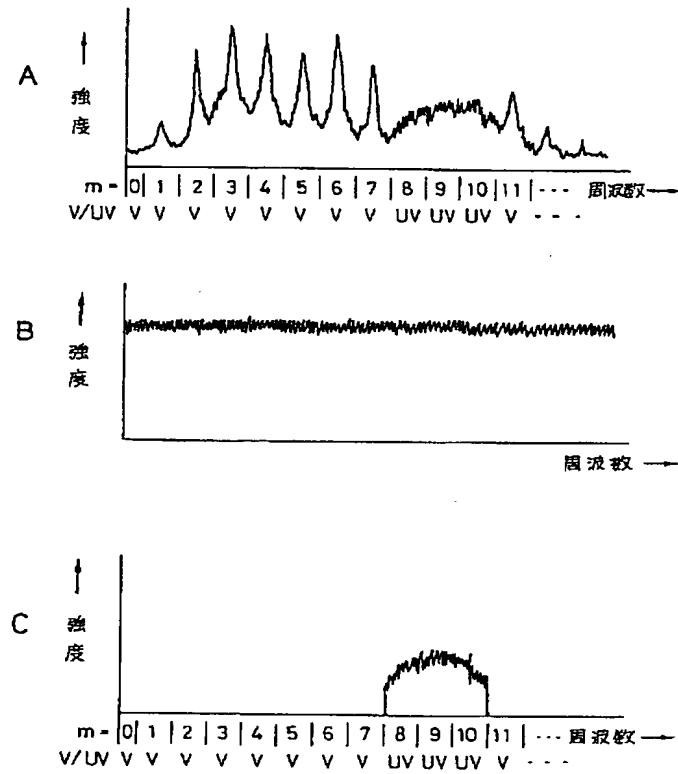 A
強度
m = |0| 1 | 2 | 3 | 4 | 5 | 6 | 7 | 8 | 9 | 10 | 11 | --- 周波数
V/UV V V V V V V V V UV UV UV V - - -
B
強度
周波数
C
強度
m = |0| 1 | 2 | 3 | 4 | 5 | 6 | 7 | 8 | 9 | 10 | 11 | --- 周波数
V/UV V V V V V V V V UV UV UV V - - - -